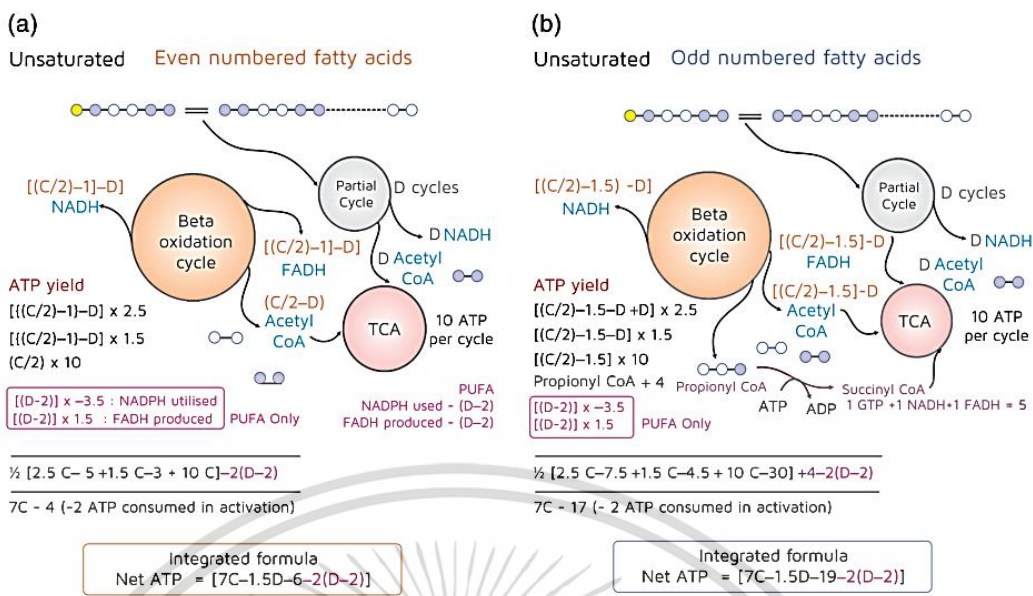 (a)
Unsaturated Even numbered fatty acids
[(C/2)–1]–D]
NADH
Beta
oxidation
cycle
Partial
Cycle
D cycles
D NADH
[(C/2)–1]–D]
FADH
D Acetyl
CoA
(C/2–D)
Acetyl
CoA
TCA
10 ATP
per cycle
ATP yield
[((C/2)–1)–D] x 2.5
[((C/2)–1)–D] x 1.5
(C/2) x 10
[(D-2)] x –3.5 : NADPH utilised
[(D-2)] x 1.5 : FADH produced
PUFA Only
PUFA
NADPH used – (D–2)
FADH produced – (D–2)
½ [2.5 C– 5 +1.5 C–3 + 10 C]–2(D–2)
7C – 4 (–2 ATP consumed in activation)
Integrated formula
Net ATP = [7C–1.5D–6–2(D–2)]
(b)
Unsaturated Odd numbered fatty acids
[(C/2)–1.5) -D]
NADH
Beta
oxidation
cycle
Partial
Cycle
D cycles
D NADH
[(C/2)–1.5]-D
FADH
D Acetyl
CoA
[(C/2)–1.5]-D
Acetyl
CoA
TCA
10 ATP
per cycle
ATP yield
[(C/2)–1.5–D +D] x 2.5
[(C/2)–1.5–D] x 1.5
[(C/2)–1.5] x 10
Propionyl CoA + 4
Propionyl CoA
ATP
ADP
Succinyl CoA
1 GTP +1 NADH+1 FADH = 5
[(D–2)] x –3.5
[(D–2)] x 1.5
PUFA Only
½ [2.5 C–7.5 +1.5 C–4.5 + 10 C–30] +4–2(D–2)
7C – 17 (– 2 ATP consumed in activation)
Integrated formula
Net ATP = [7C–1.5D–19–2(D–2)]